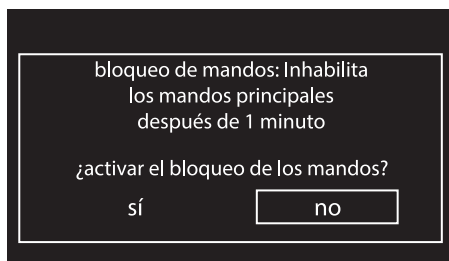 bloqueo de mandos: Inhabilita
los mandos principales
después de 1 minuto
¿activar el bloqueo de los mandos?
sí no